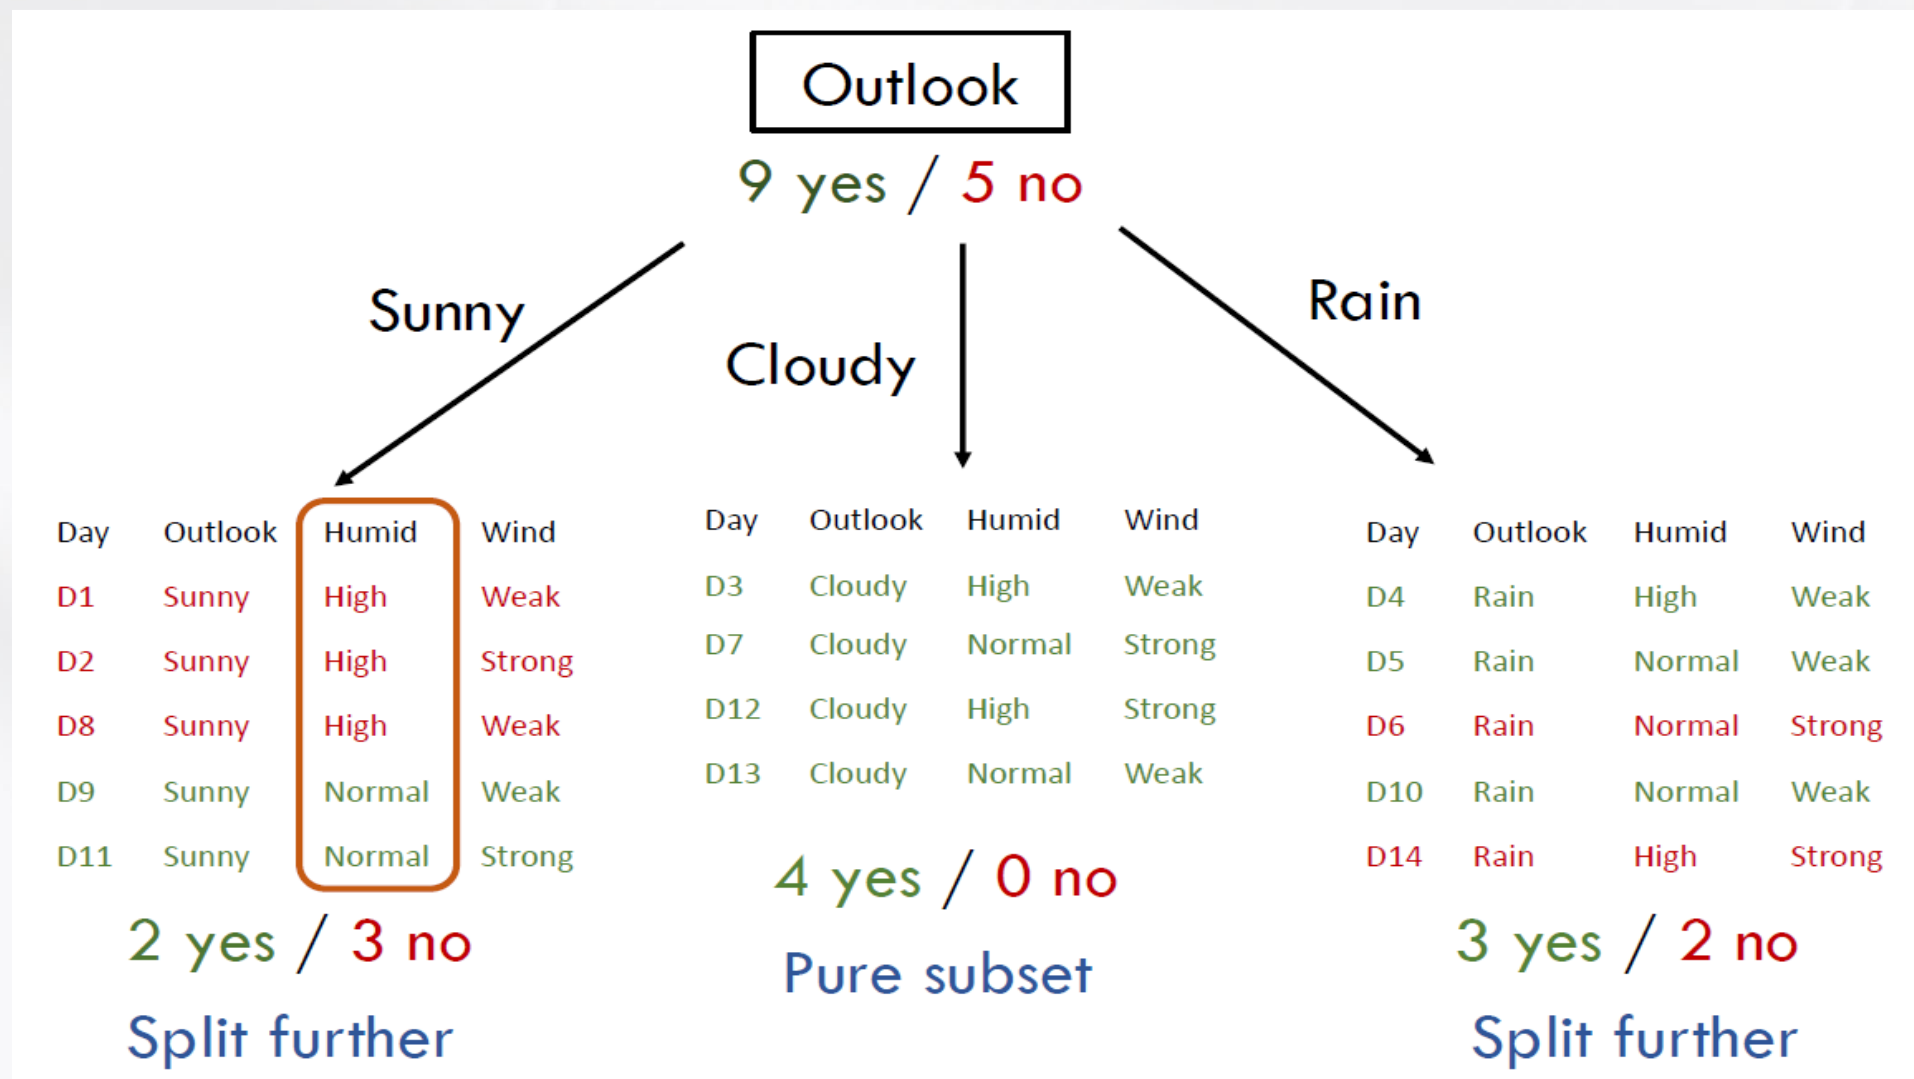 Outlook
9 yes / 5 no
Sunny
Cloudy
Rain
Day Outlook Humid Wind
D1 Sunny High Weak
D2 Sunny High Strong
D8 Sunny High Weak
D9 Sunny Normal Weak
D11 Sunny Normal Strong
2 yes / 3 no
Split further
Day Outlook Humid Wind
D3 Cloudy High Weak
D7 Cloudy Normal Strong
D12 Cloudy High Strong
D13 Cloudy Normal Weak
4 yes / 0 no
Pure subset
Day Outlook Humid Wind
D4 Rain High Weak
D5 Rain Normal Weak
D6 Rain Normal Strong
D10 Rain Normal Weak
D14 Rain High Strong
3 yes / 2 no
Split further